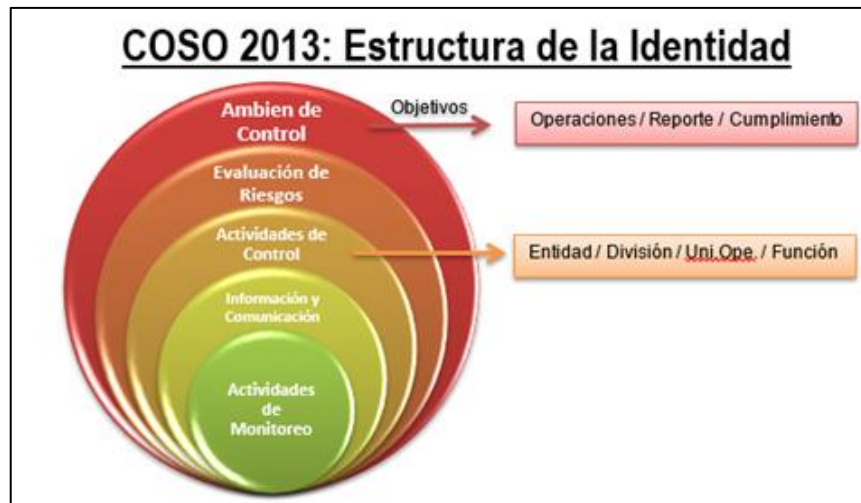 COSO 2013: Estructura de la Identidad
Ambien de
Control
Objetivos
Operaciones / Reporte / Cumplimiento
Evaluación de
Riesgos
Actividades de
Control
Entidad / División / Uni.Ope. / Función
Información y
Comunicación
Actividades
de
Monitoreo